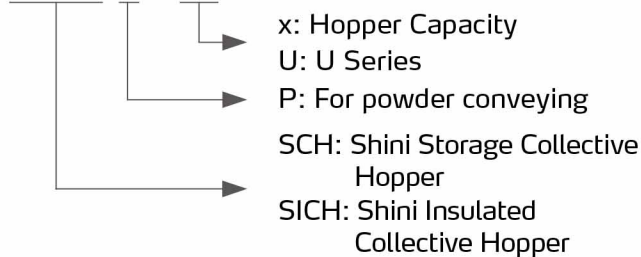 x: Hopper Capacity
U: U Series
P: For powder conveying
SCH: Shini Storage Collective
Hopper
SICH: Shini Insulated
Collective Hopper